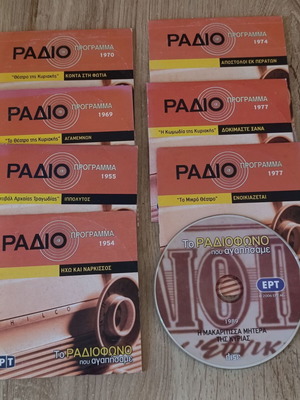 ΡΑΔΙΟ
ΠΡΟΓΡΑΜΜΑ
1970
"Θέατρο της Κυριακής"
ΚΟΝΤΑ ΣΤΗ ΦΩΤΙΑ
ΡΑΔΙΟ
ΠΡΟΓΡΑΜΜΑ
1969
"Το Θέατρο της Κυριακής"
ΑΓΑΜΕΜΝΩΝ
ΡΑΔΙΟ
ΠΡΟΓΡΑΜΜΑ
1955
Αρχαίας Τραγωδίας"
ΙΠΠΟΛΥΤΟΣ
ΡΑΔΙΟ
ΠΡΟΓΡΑΜΜΑ
1954
ΗΧΩ ΚΑΙ ΝΑΡΚΙΣΣΟΣ
ΡΤ
Το ΡΑΔΙΟΦΩΝΟ
που αγαπήσαμε
ΡΑΔΙΟ
ΠΡΟΓΡΑΜΜΑ
1974
ΑΠΟΣΤΟΛΟΙ ΕΚ ΠΕΡΑΤΩΝ
ΡΑΔΙΟ
ΠΡΟΓΡΑΜΜΑ
1977
"Η Κωμωδία της Κυριακής"
ΔΟΚΙΜΑΣΤΕ ΞΑΝΑ
ΡΑΔΙΟ
ΠΡΟΓΡΑΜΜΑ
1977
"Το Μικρό Θέατρο"
ΕΝΟΙΚΙΑΖΕΤΑΙ
Το ΡΑΔΙΟΦΩΝΟ
που αγαπήσαμε
ΕΡΤ
Η ΜΑΚΑΡΙΤΙΣΣΑ ΜΗΤΕΡΑ
ΤΗΣ ΚΥΡΙΑΣ